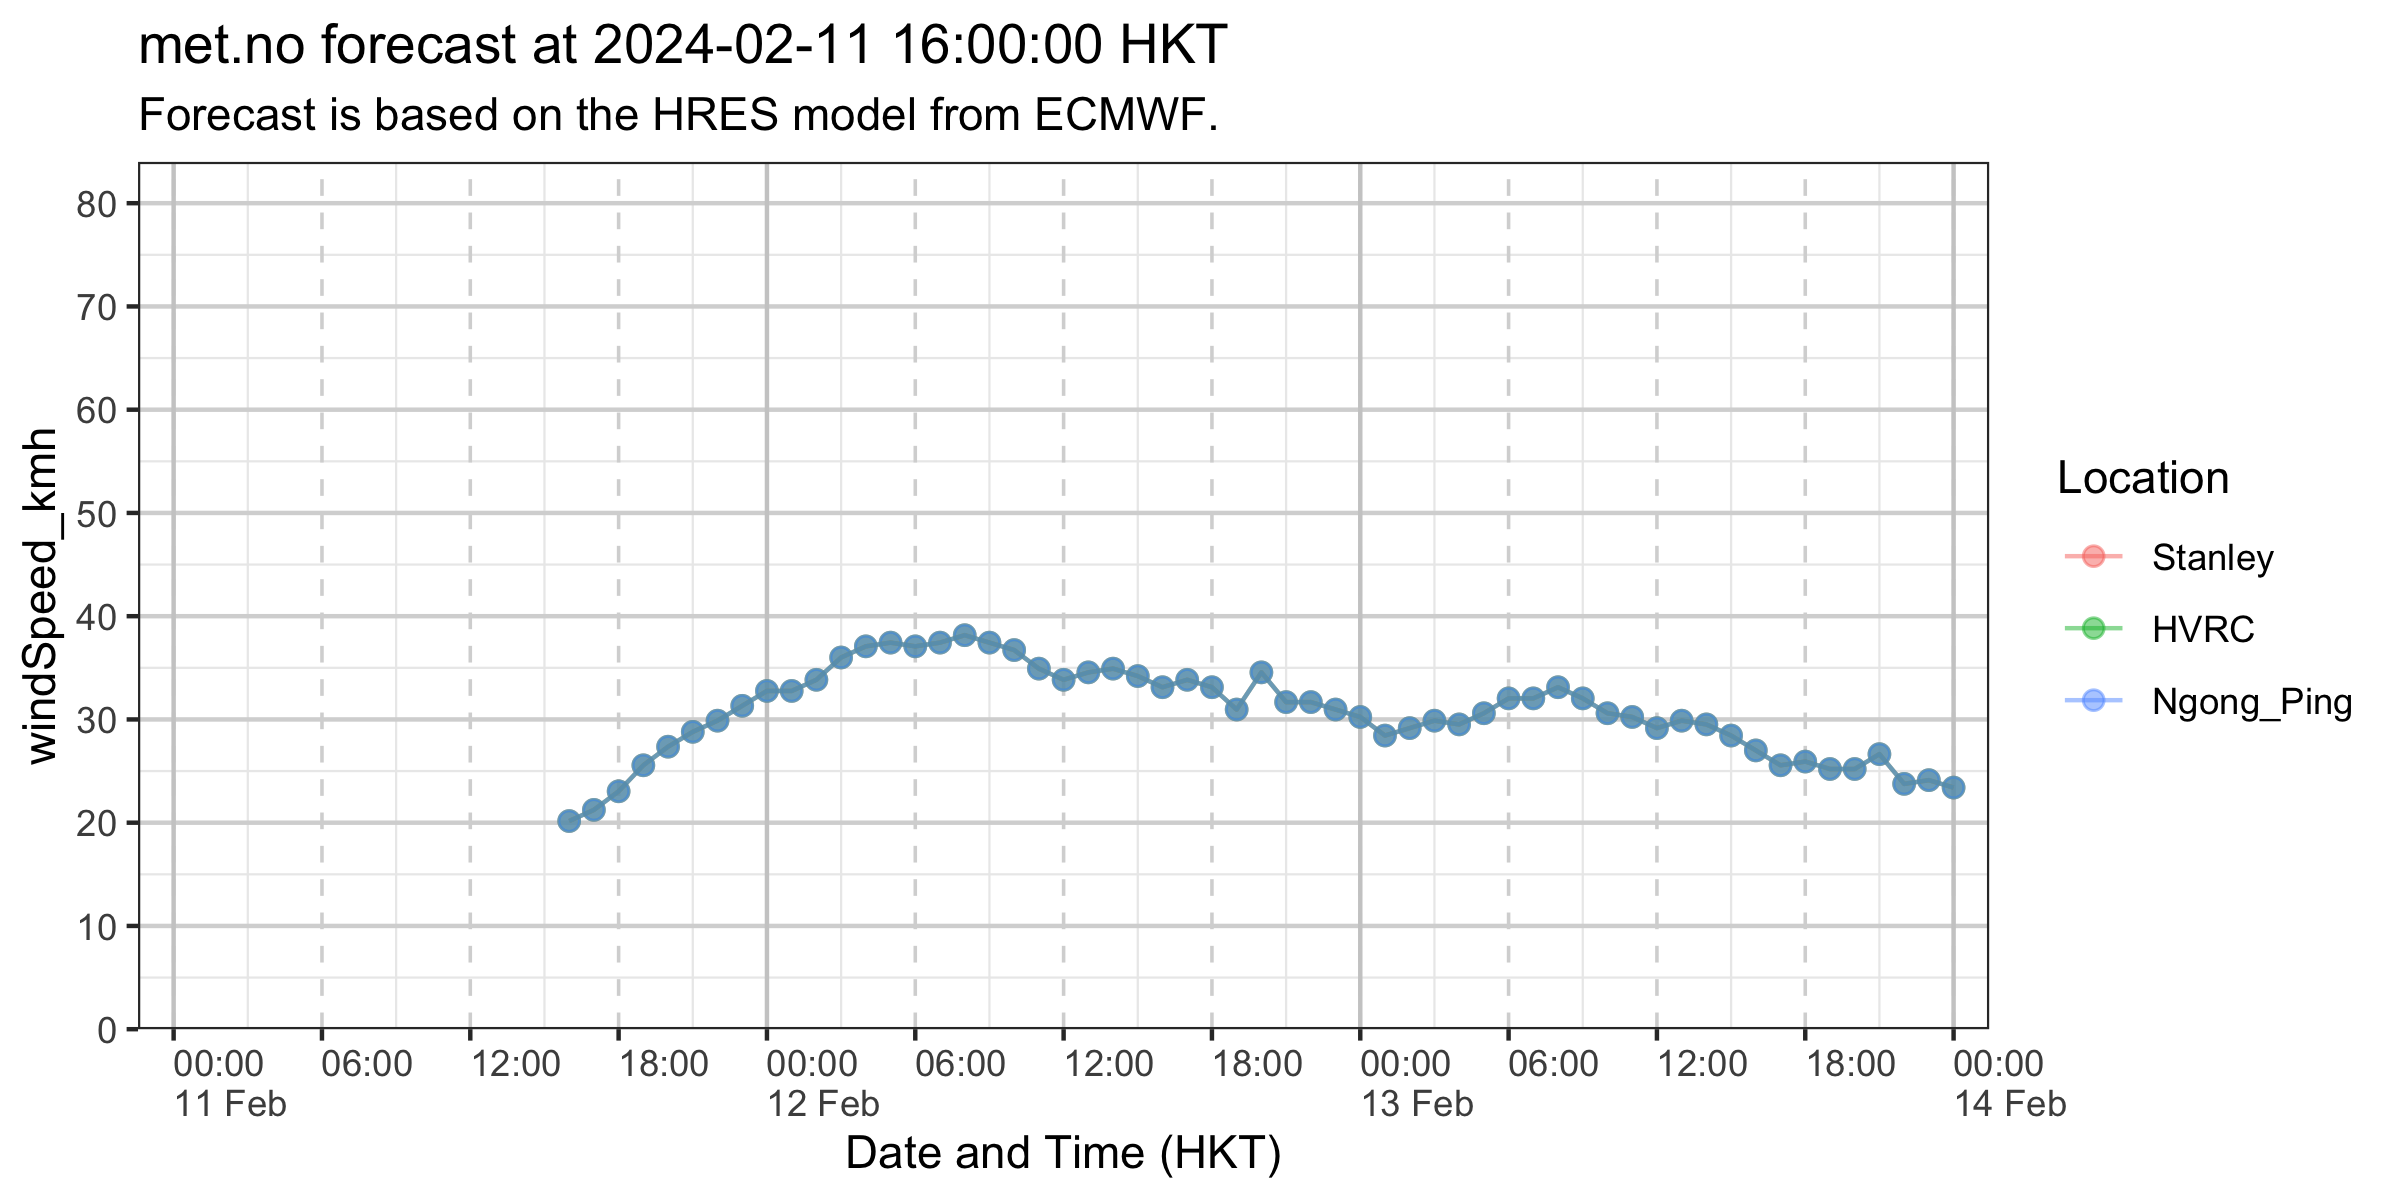 met.no forecast at 2024-02-11 16:00:00 HKT
Forecast is based on the HRES model from ECMWF.
windSpeed_kmh
80
70
60
50
40
30
20
10
0
00:00 06:00 12:00 18:00 00:00 06:00 12:00 18:00 00:00 06:00 12:00 18:00 00:00
11 Feb 12 Feb 13 Feb 14 Feb
Date and Time (HKT)
Location
Stanley
HVRC
Ngong_Ping